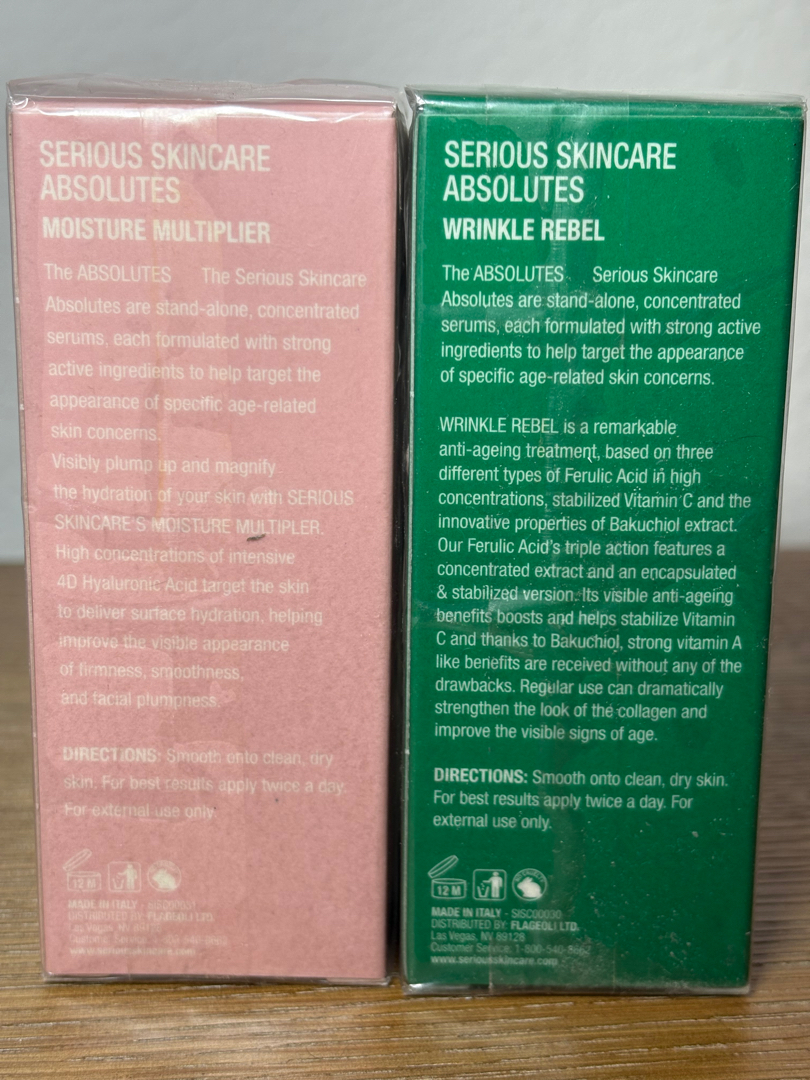 SERIOUS SKINCARE
ABSOLUTES
MOISTURE MULTIPLIER
The ABSOLUTES The Serious Skincare
Absolutes are stand-alone, concentrated
serums, each formulated with strong
active ingredients to help target the
appearance of specific age-related
skin concerns.
Visibly plump up and magnify
the hydration of your skin with SERIOUS
SKINCARE'S MOISTURE MULTIPLER.
High concentrations of intensive
4D Hyaluronic Acid target the skin
to deliver surface hydration, helping
improve the visible appearance
of firmness, smoothness,
and facial plumpness.
DIRECTIONS: Smooth onto clean, dry
skin. For best results apply twice a day.
For external use only.
12 M
MADE IN ITALY -
DISTRIBUTED BY: FLAGEOLI LTD.
Las Vegas, NV 89128
Customer Service: 1-800-540-
www.seriousskincare.com
SERIOUS SKINCARE
ABSOLUTES
WRINKLE REBEL
The ABSOLUTES Serious Skincare
Absolutes are stand-alone, concentrated
serums, each formulated with strong active
ingredients to help target the appearance
of specific age-related skin concerns.
WRINKLE REBEL is a remarkable
anti-ageing treatment, based on three
different types of Ferulic Acid in high
concentrations, stabilized Vitamin C and the
innovative properties of Bakuchiol extract.
Our Ferulic Acid's triple action features a
concentrated extract and an encapsulated
& stabilized version. Its visible anti-ageing
benefits boosts and helps stabilize Vitamin
C and thanks to Bakuchiol, strong vitamin A
like benefits are received without any of the
drawbacks. Regular use can dramatically
strengthen the look of the collagen and
improve the visible signs of age.
DIRECTIONS: Smooth onto clean, dry skin.
For best results apply twice a day. For
external use only.
12 M
MADE IN ITALY - SISC00030
DISTRIBUTED BY: FLAGEOLI LTD.
Las Vegas, NV 89128
Customer Service: 1-800-540-
www.seriousskincare.com